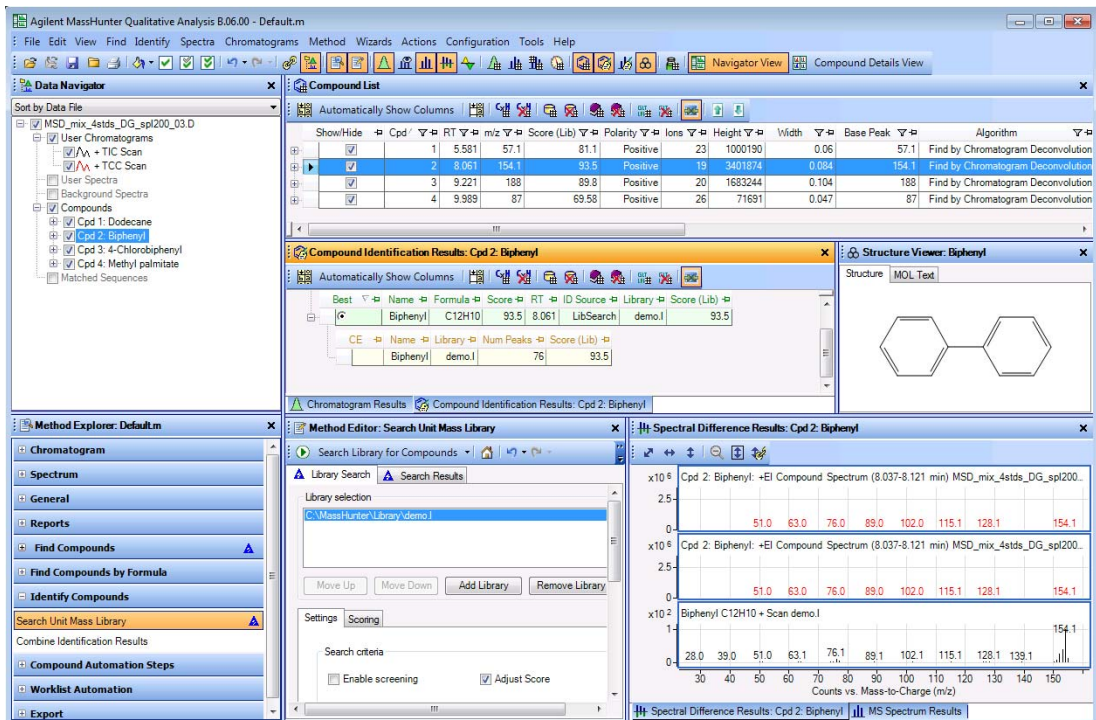 Agilent MassHunter Qualitative Analysis B.06.00 - Default.m
File Edit View Find Identify Spectra Chromatograms Method Wizards Actions Configuration Tools Help
Navigator View Compound Details View
Data Navigator
Sort by Data File
MSD_mix_4stds_DG_spl200_03.D
User Chromatograms
+ TIC Scan
+ TCC Scan
User Spectra
Background Spectra
Compounds
Cpd 1: Dodecane
Cpd 2: Biphenyl
Cpd 3: 4-Chlorobiphenyl
Cpd 4: Methyl palmitate
Matched Sequences
Compound List
Automatically Show Columns
Show/Hide Cpd RT m/z Score (Lib) Polarity Ions Height Width Base Peak Algorithm
1 5.581 57.1 81.1 Positive 23 1000190 0.06 57.1 Find by Chromatogram Deconvolution
2 8.061 154.1 93.5 Positive 19 3401874 0.084 154.1 Find by Chromatogram Deconvolution
3 9.221 188 89.8 Positive 20 1683244 0.104 188 Find by Chromatogram Deconvolution
4 9.989 87 69.58 Positive 26 71691 0.047 87 Find by Chromatogram Deconvolution
Compound Identification Results: Cpd 2: Biphenyl
Automatically Show Columns
Best Name Formula Score RT ID Source Library Score (Lib)
Biphenyl C12H10 93.5 8.061 LibSearch demo.l 93.5
CE Name Library Num Peaks Score (Lib)
Biphenyl demo.l 76 93.5
Chromatogram Results Compound Identification Results: Cpd 2: Biphenyl
Structure Viewer: Biphenyl
Structure MOL Text
Method Explorer: Default.m
Chromatogram
Spectrum
General
Reports
Find Compounds
Find Compounds by Formula
Identify Compounds
Search Unit Mass Library
Combine Identification Results
Compound Automation Steps
Worklist Automation
Export
Method Editor: Search Unit Mass Library
Search Library for Compounds
Library Search Search Results
Library selection
C:\MassHunter\Library\demo.l
Move Up Move Down Add Library Remove Library
Settings Scoring
Search criteria
Enable screening Adjust Score
Spectral Difference Results: Cpd 2: Biphenyl
x10 6 Cpd 2: Biphenyl: +EI Compound Spectrum (8.037-8.121 min) MSD_mix_4stds_DG_spl200..
2.5
0
51.0 63.0 76.0 89.0 102.0 115.1 128.1 154.1
x10 6 Cpd 2: Biphenyl: +EI Compound Spectrum (8.037-8.121 min) MSD_mix_4stds_DG_spl200..
2.5
0
51.0 63.0 76.0 89.0 102.0 115.1 128.1 154.1
x10 2 Biphenyl C12H10 + Scan demo.l
1
0
28.0 39.0 51.0 63.1 76.1 89.1 102.1 115.1 128.1 139.1 154.1
30 40 50 60 70 80 90 100 110 120 130 140 150
Counts vs. Mass-to-Charge (m/z)
Spectral Difference Results: Cpd 2: Biphenyl MS Spectrum Results